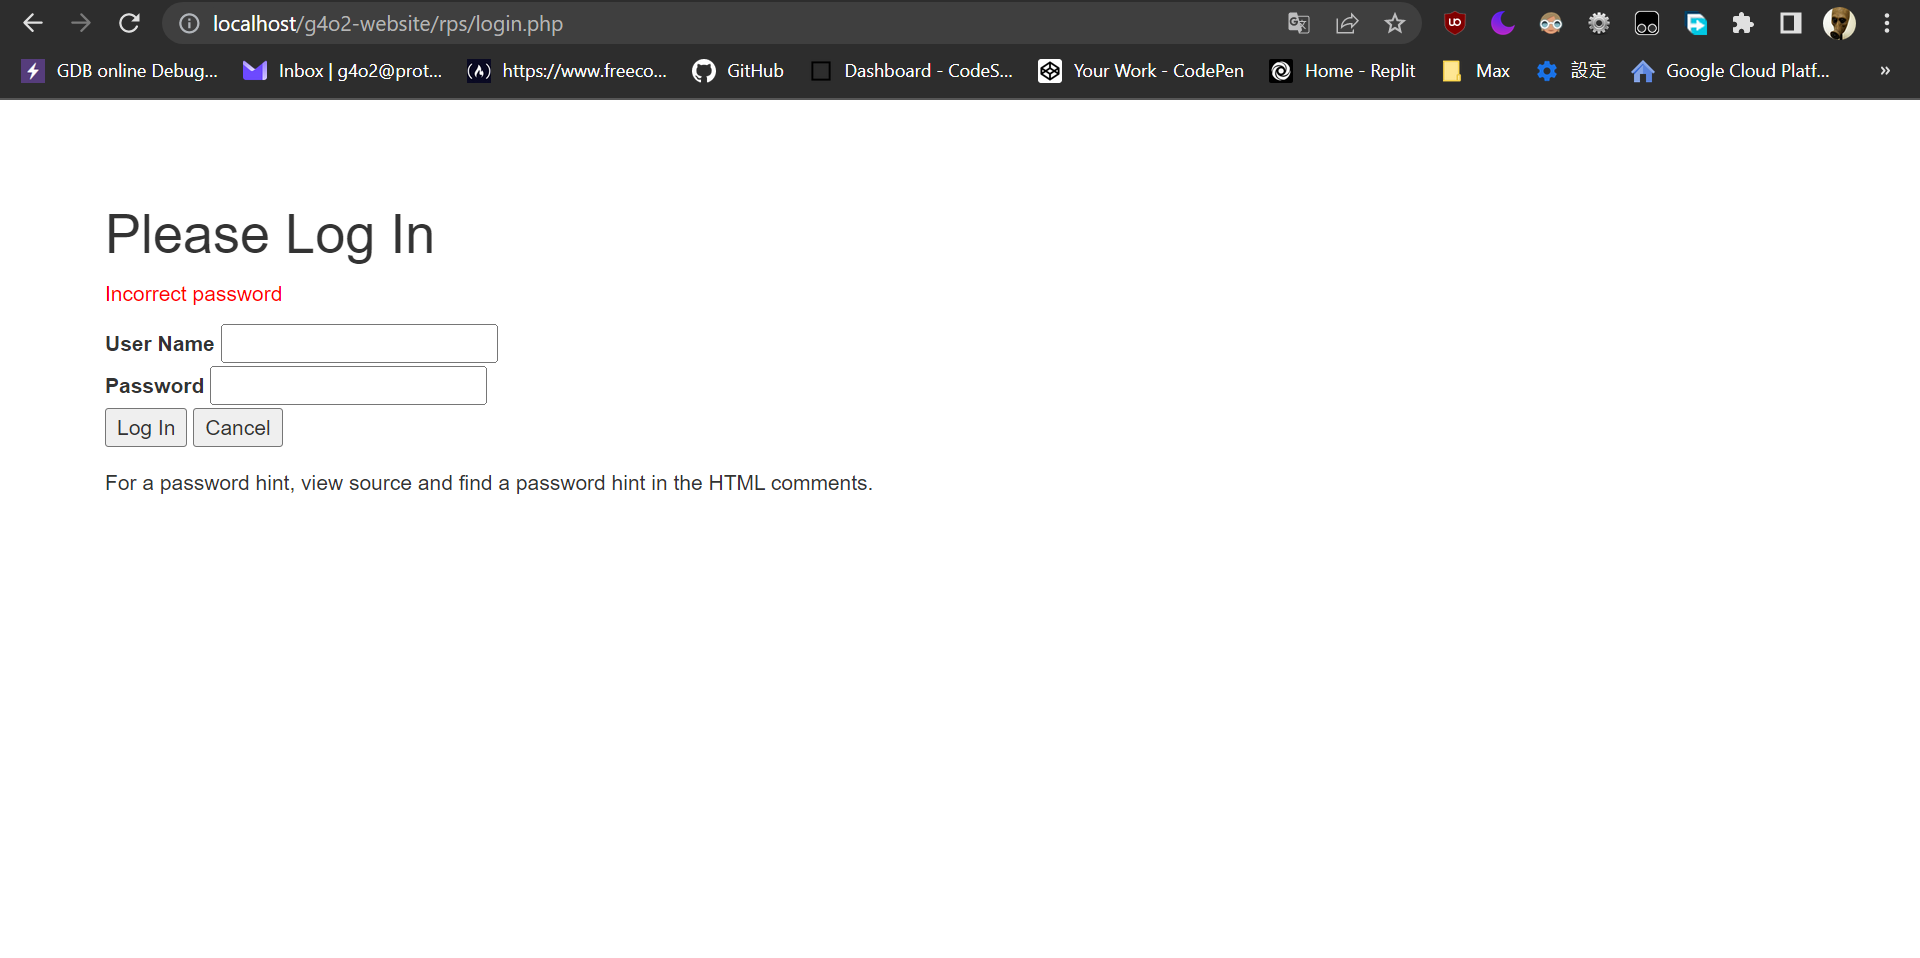 localhost/g4o2-website/rps/login.php
GDB online Debug... Inbox | g4o2@prot... https://www.freeco... GitHub Dashboard - CodeS... Your Work - CodePen Home - Replit Max 設定 Google Cloud Platf... »
Please Log In
Incorrect password
User Name
Password
Log In Cancel
For a password hint, view source and find a password hint in the HTML comments.